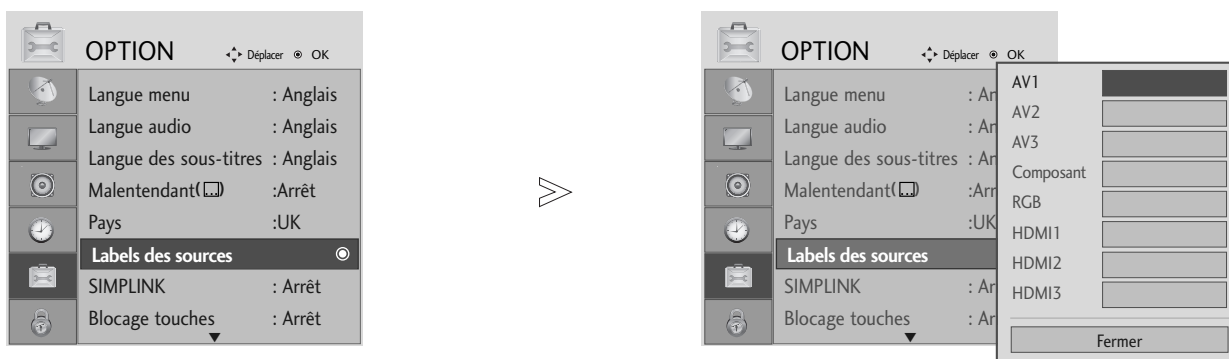 OPTION Déplacer OK
Langue menu : Anglais
Langue audio : Anglais
Langue des sous-titres : Anglais
Malentendant( ) :Arrêt
Pays :UK
Labels des sources
SIMPLINK : Arrêt
Blocage touches : Arrêt
OPTION Déplacer OK
Langue menu : An
Langue audio : An
Langue des sous-titres : An
Malentendant( ) :Arr
Pays :UK
Labels des sources
SIMPLINK : Ar
Blocage touches : Ar
AV1
AV2
AV3
Composant
RGB
HDMI1
HDMI2
HDMI3
Fermer